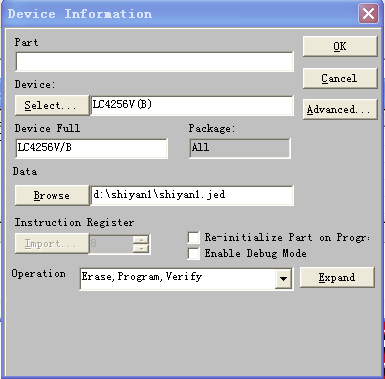 Device Information
Part
OK
Device:
Cancel
Select... LC4256V(B)
Advanced...
Device Full Package:
LC4256V/B All
Data
Browse d:\shiyan1\shiyan1.jed
Instruction Register
Import... 8
Re-initialize Part on Progr
Enable Debug Mode
Operation Erase,Program,Verify Expand